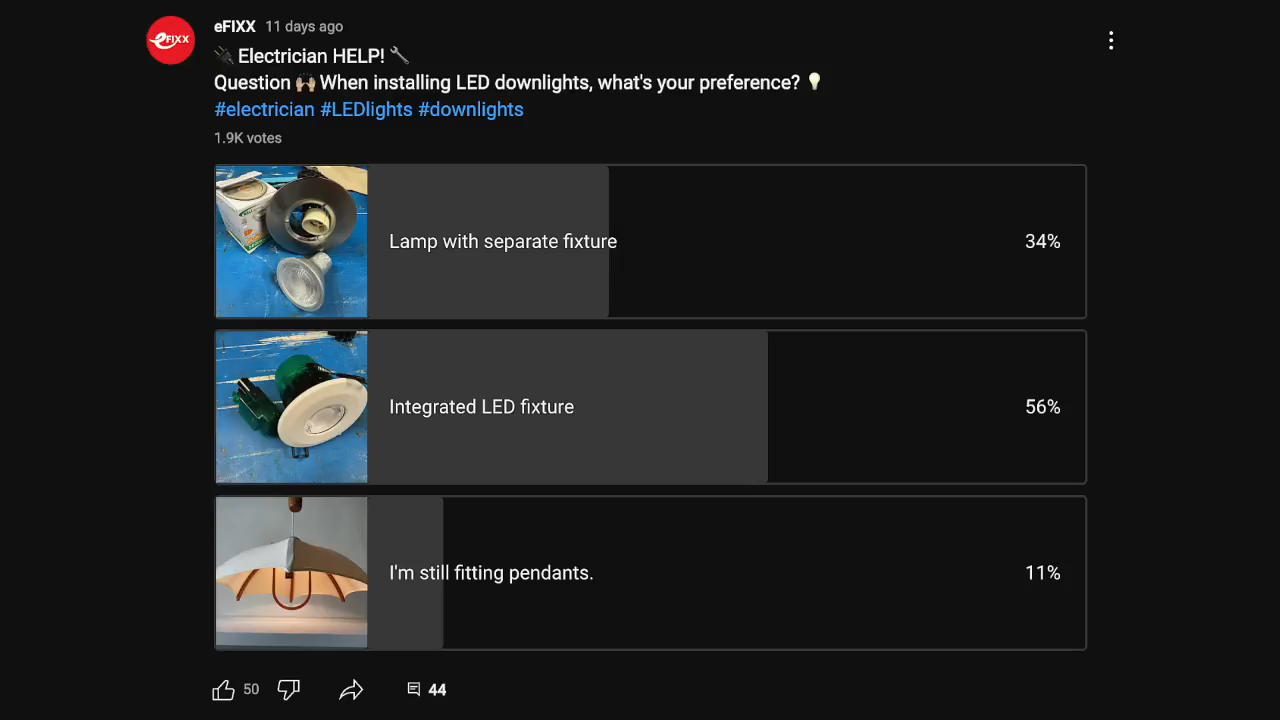 eFIXX
eFIXX 11 days ago
🔌 Electrician HELP! 🔧
Question 🙌🏽 When installing LED downlights, what's your preference? 💡
#electrician #LEDlights #downlights
1.9K votes
Lamp with separate fixture 34%
Integrated LED fixture 56%
I'm still fitting pendants. 11%
50 44